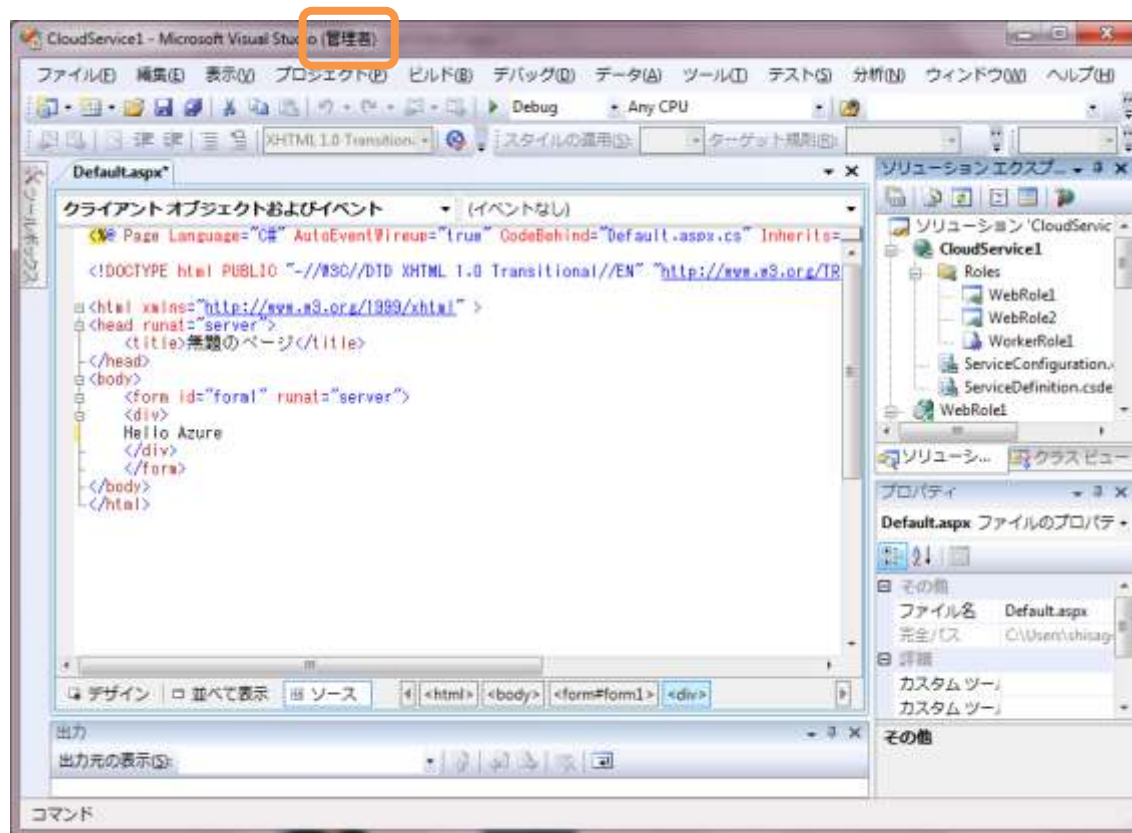 CloudService1 - Microsoft Visual Studio (管理者)
ファイル(F) 編集(E) 表示(V) プロジェクト(P) ビルド(B) デバッグ(D) データ(A) ツール(T) テスト(S) 分析(N) ウィンドウ(W) ヘルプ(H)
Debug Any CPU
XHTML 1.0 Transition スタイルの適用(S): ターゲット規則(R):
ツールボックス
Default.aspx*
クライアント オブジェクトおよびイベント (イベントなし)
<%@ Page Language="C#" AutoEventWireup="true" CodeBehind="Default.aspx.cs" Inherits=
<!DOCTYPE html PUBLIC "-//W3C//DTD XHTML 1.0 Transitional//EN" "http://www.w3.org/TR
<html xmlns="http://www.w3.org/1999/xhtml" >
<head runat="server">
<title>無題のページ</title>
</head>
<body>
<form id="form1" runat="server">
<div>
Hello Azure
</div>
</form>
</body>
</html>
デザイン 並べて表示 ソース <html> <body> <form#form1> <div>
出力
出力元の表示(S):
コマンド
ソリューション エクスプ...
ソリューション 'CloudServic
CloudService1
Roles
WebRole1
WebRole2
WorkerRole1
ServiceConfiguration.
ServiceDefinition.csde
WebRole1
ソリューシ... クラス ビュー
プロパティ
Default.aspx ファイルのプロパテ
その他
ファイル名 Default.aspx
完全パス C:\Users\shisag
詳細
カスタム ツー
カスタム ツー
その他